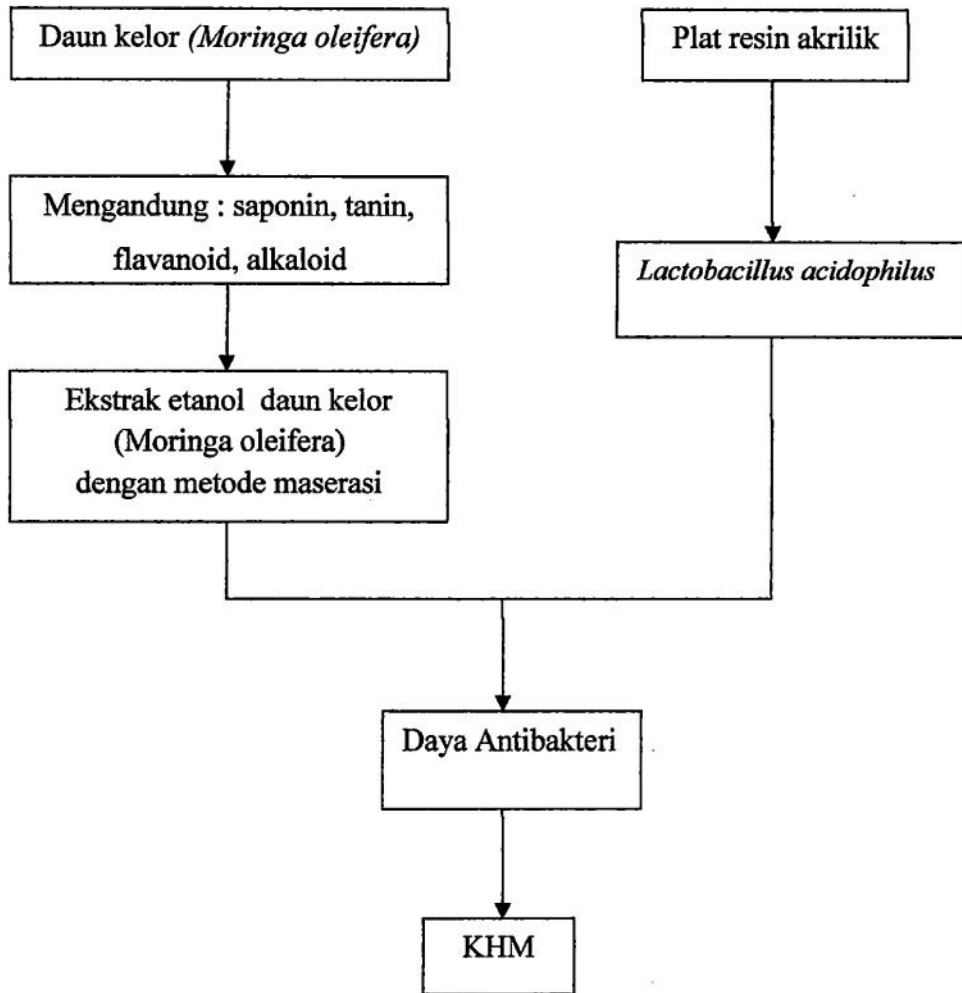 Daun kelor (Moringa oleifera)
Plat resin akrilik
Mengandung : saponin, tanin,
flavanoid, alkaloid
Lactobacillus acidophilus
Ekstrak etanol daun kelor
(Moringa oleifera)
dengan metode maserasi
Daya Antibakteri
KHM